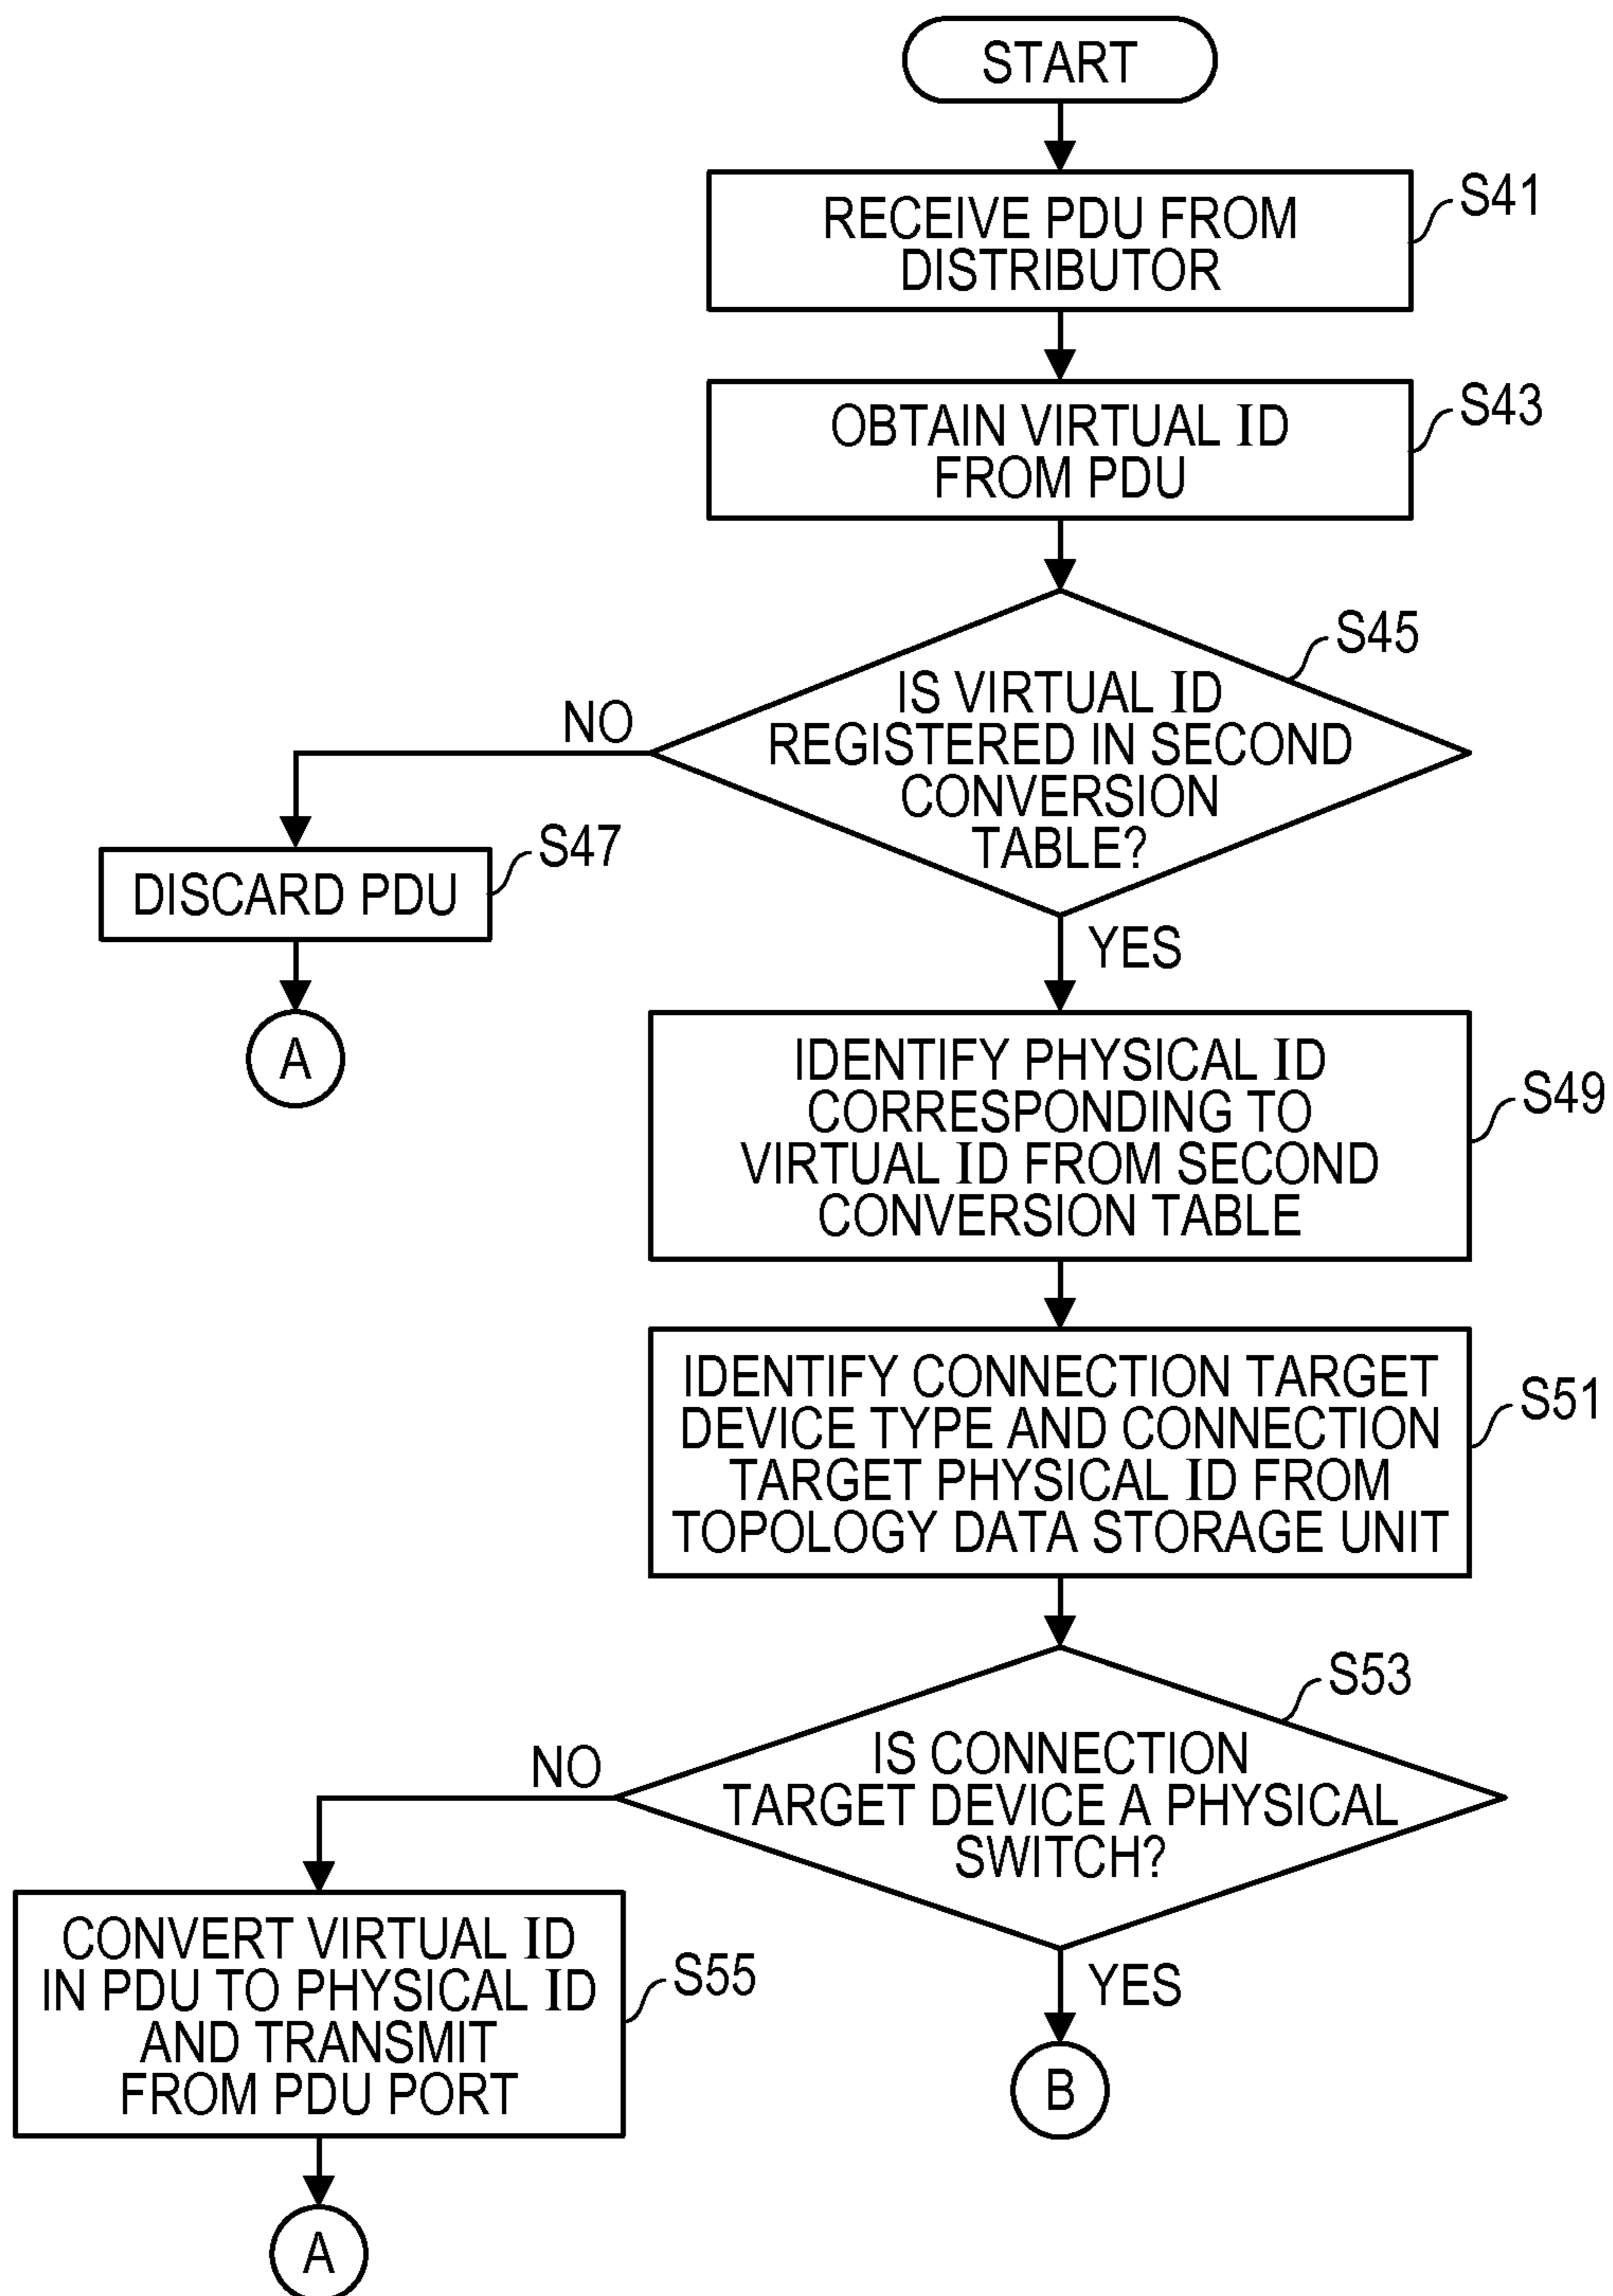 START
RECEIVE PDU FROM
DISTRIBUTOR
S41
OBTAIN VIRTUAL ID
FROM PDU
S43
IS VIRTUAL ID
REGISTERED IN SECOND
CONVERSION
TABLE?
S45
NO
DISCARD PDU
S47
A
YES
IDENTIFY PHYSICAL ID
CORRESPONDING TO
VIRTUAL ID FROM SECOND
CONVERSION TABLE
S49
IDENTIFY CONNECTION TARGET
DEVICE TYPE AND CONNECTION
TARGET PHYSICAL ID FROM
TOPOLOGY DATA STORAGE UNIT
S51
IS CONNECTION
TARGET DEVICE A PHYSICAL
SWITCH?
S53
NO
CONVERT VIRTUAL ID
IN PDU TO PHYSICAL ID
AND TRANSMIT
FROM PDU PORT
S55
A
YES
B